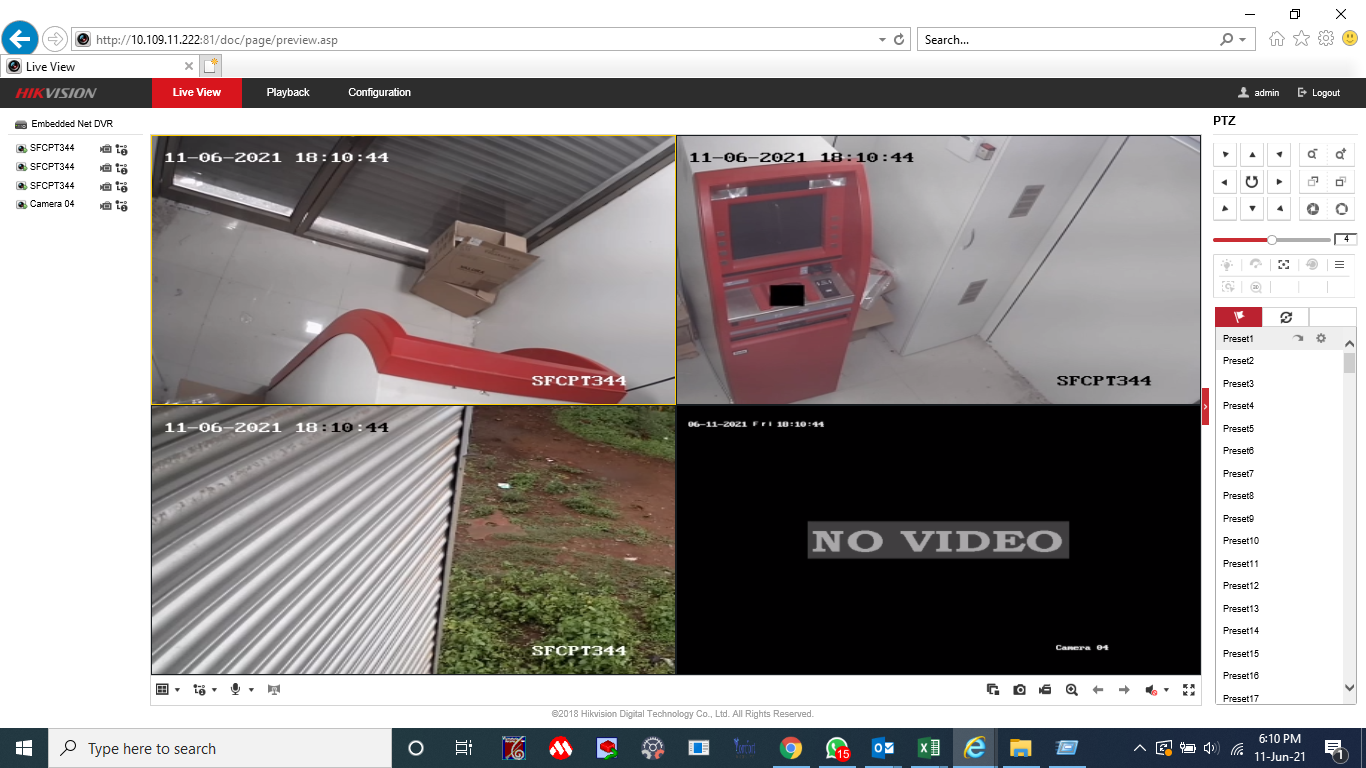 http://10.109.11.222:81/doc/page/preview.asp
Search...
Live View
HIKVISION
Live View
Playback
Configuration
admin
Logout
Embedded Net DVR
SFCPT344
SFCPT344
SFCPT344
Camera 04
11-06-2021 18:10:44
SFCPT344
11-06-2021 18:10:44
SFCPT344
11-06-2021 18:10:44
SFCPT344
06-11-2021 Fri 18:10:44
NO VIDEO
Camera 04
PTZ
4
Preset1
Preset2
Preset3
Preset4
Preset5
Preset6
Preset7
Preset8
Preset9
Preset10
Preset11
Preset12
Preset13
Preset14
Preset15
Preset16
Preset17
©2018 Hikvision Digital Technology Co., Ltd. All Rights Reserved.
Type here to search
15
6:10 PM
11-Jun-21
1